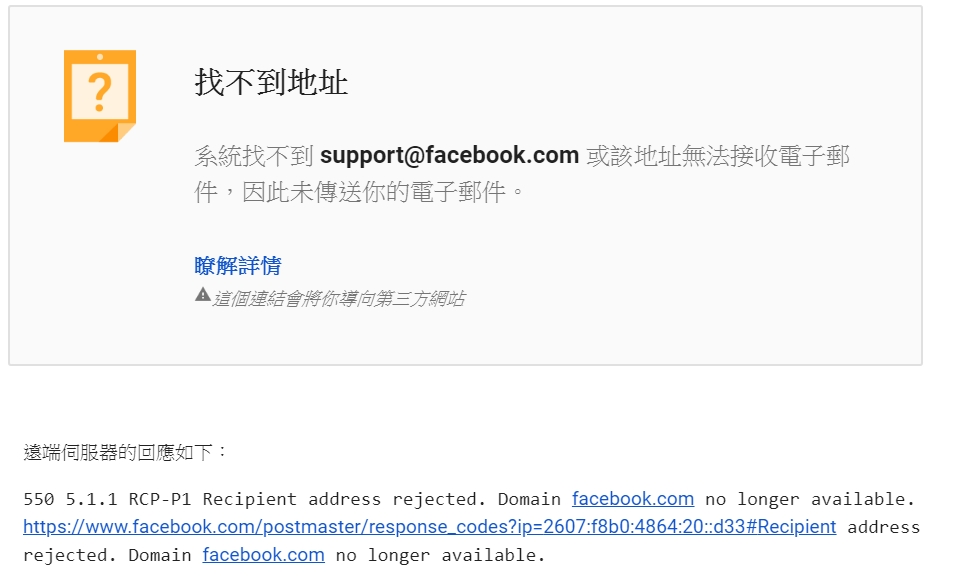 ?
找不到地址
系統找不到 support@facebook.com 或該地址無法接收電子郵
件，因此未傳送你的電子郵件。
瞭解詳情
這個連結會將你導向第三方網站
遠端伺服器的回應如下：
550 5.1.1 RCP-P1 Recipient address rejected. Domain facebook.com no longer available.
https://www.facebook.com/postmaster/response_codes?ip=2607:f8b0:4864:20::d33#Recipient address
rejected. Domain facebook.com no longer available.